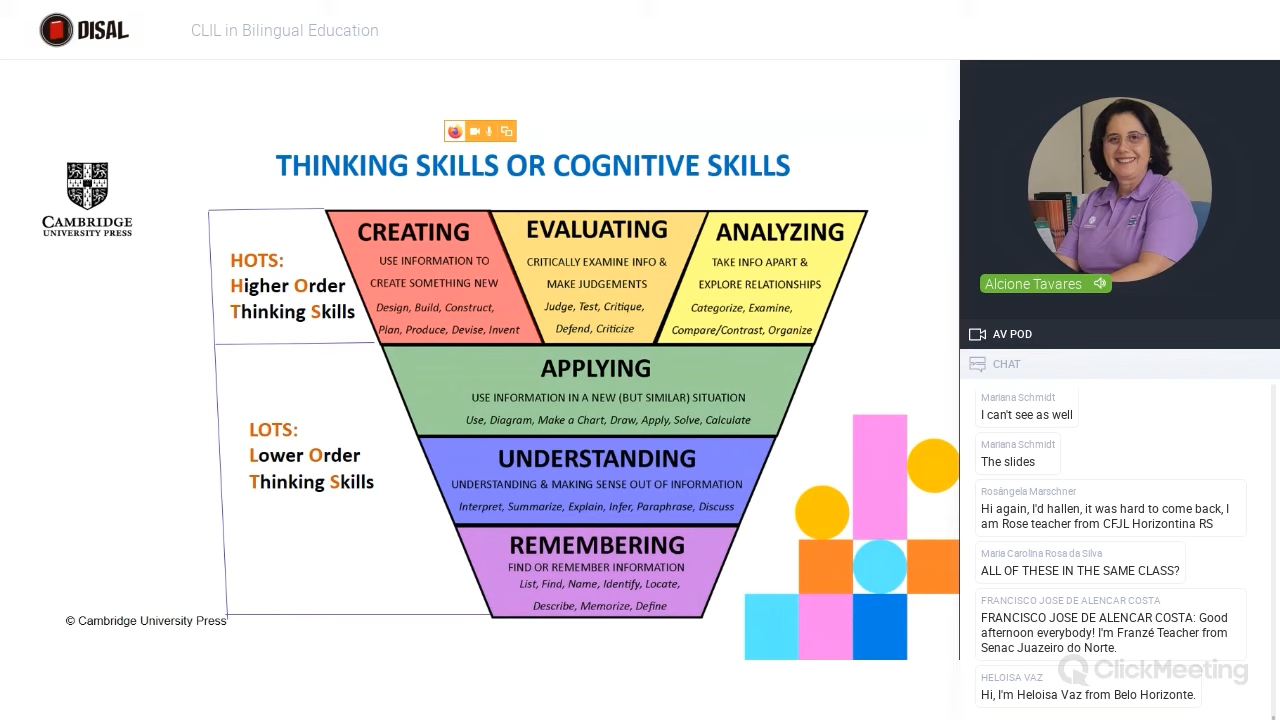 DISAL
CLIL in Bilingual Education
CAMBRIDGE
UNIVERSITY PRESS
THINKING SKILLS OR COGNITIVE SKILLS
HOTS:
Higher Order
Thinking Skills
CREATING
USE INFORMATION TO
CREATE SOMETHING NEW
Design, Build, Construct,
Plan, Produce, Devise, Invent
EVALUATING
CRITICALLY EXAMINE INFO &
MAKE JUDGEMENTS
Judge, Test, Critique,
Defend, Criticize
ANALYZING
TAKE INFO APART &
EXPLORE RELATIONSHIPS
Categorize, Examine,
Compare/Contrast, Organize
LOTS:
Lower Order
Thinking Skills
APPLYING
USE INFORMATION IN A NEW (BUT SIMILAR) SITUATION
Use, Diagram, Make a Chart, Draw, Apply, Solve, Calculate
UNDERSTANDING
UNDERSTANDING & MAKING SENSE OUT OF INFORMATION
Interpret, Summarize, Explain, Infer, Paraphrase, Discuss
REMEMBERING
FIND OR REMEMBER INFORMATION
List, Find, Name, Identify, Locate,
Describe, Memorize, Define
© Cambridge University Press
Alcione Tavares
AV POD
CHAT
Mariana Schmidt
I can't see as well
Mariana Schmidt
The slides
Rosángela Marschner
Hi again, I'd hallen, it was hard to come back, I
am Rose teacher from CFJL Horizontina RS
Maria Carolina Rosa da Silva
ALL OF THESE IN THE SAME CLASS?
FRANCISCO JOSE DE ALENCAR COSTA
FRANCISCO JOSE DE ALENCAR COSTA: Good
afternoon everybody! I'm Franzé Teacher from
Senac Juazeiro do Norte.
HELOISA VAZ
Hi, I'm Heloisa Vaz from Belo Horizonte.
ClickMeeting